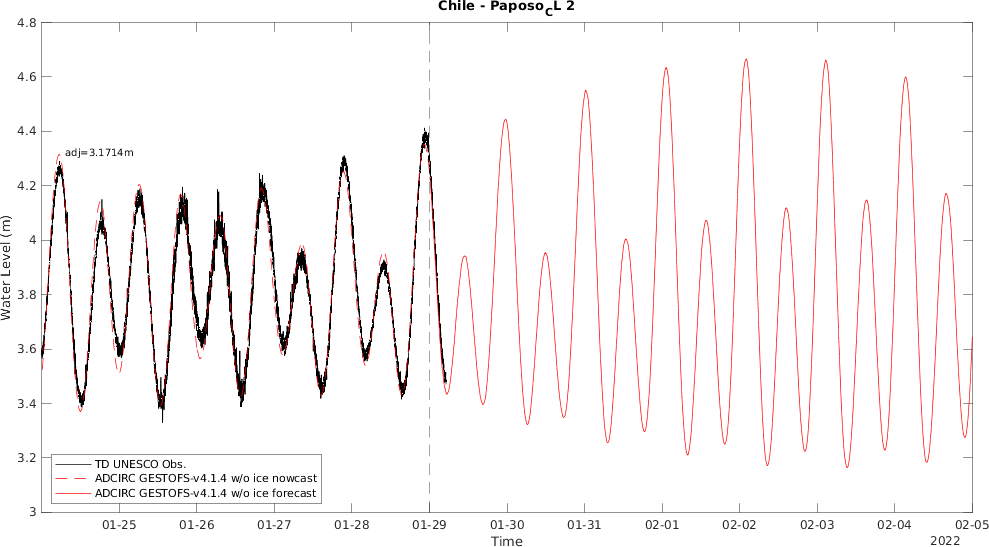 Chile - Paposo_CL 2
4.8
4.6
4.4
4.2
4
3.8
3.6
3.4
3.2
3
Water Level (m)
adj=3.1714m
TD UNESCO Obs.
ADCIRC GESTOFS-v4.1.4 w/o ice nowcast
ADCIRC GESTOFS-v4.1.4 w/o ice forecast
01-25 01-26 01-27 01-28 01-29 01-30 01-31 02-01 02-02 02-03 02-04 02-05
Time
2022